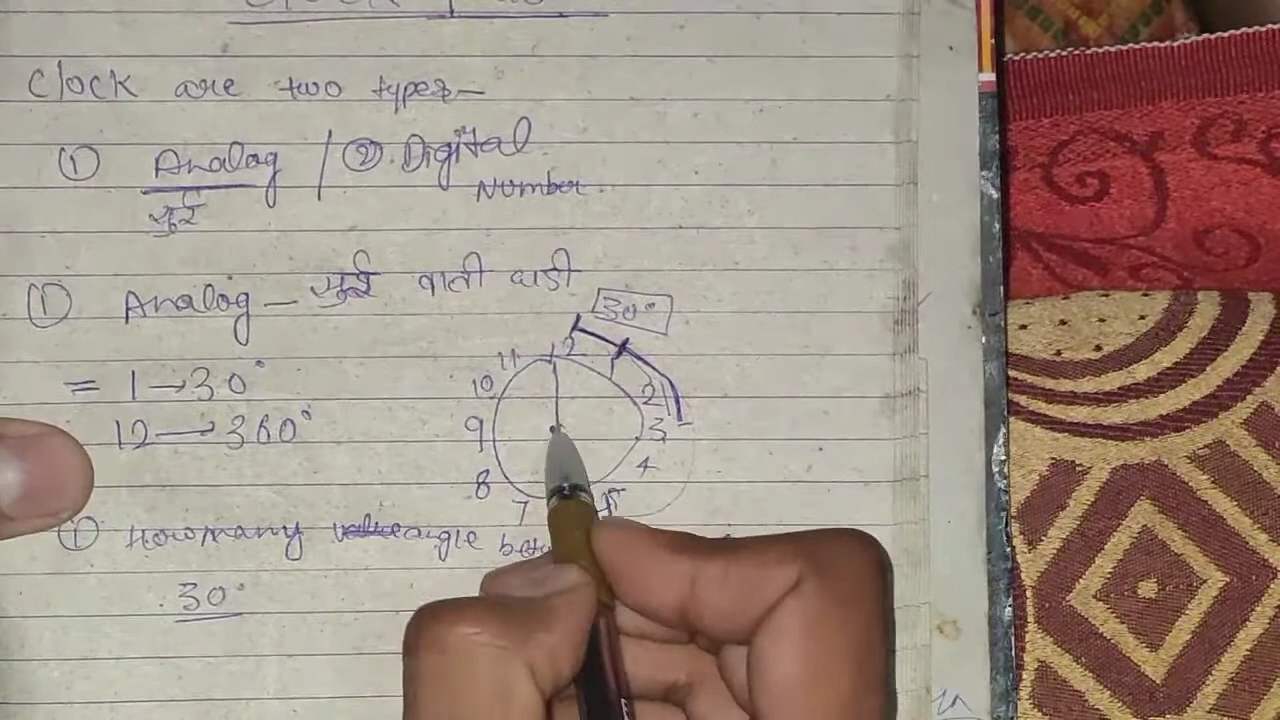 Clock are two types-
① Analog / ② Digital
सुई Number.
① Analog - सुई वाली घड़ी
30°
= 1→30°
12→360°
11 12
10 2
9 3
8 4
7 5
① How many angle
30°